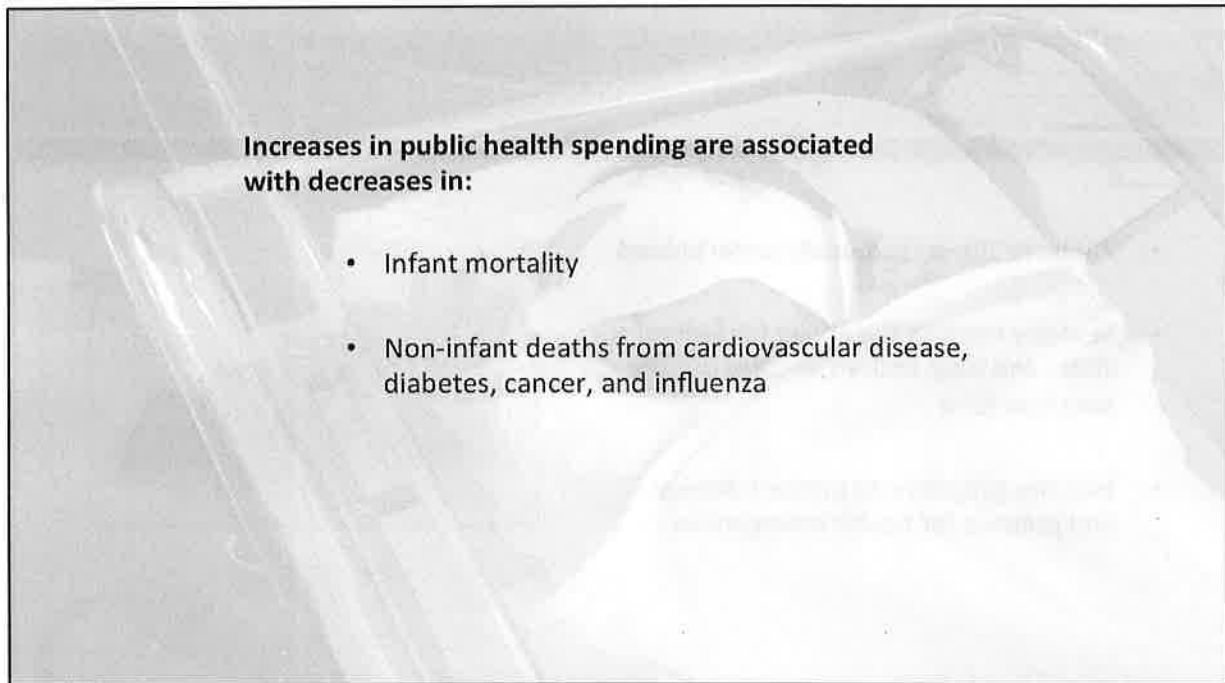 Increases in public health spending are associated
with decreases in:
• Infant mortality
• Non-infant deaths from cardiovascular disease,
diabetes, cancer, and influenza